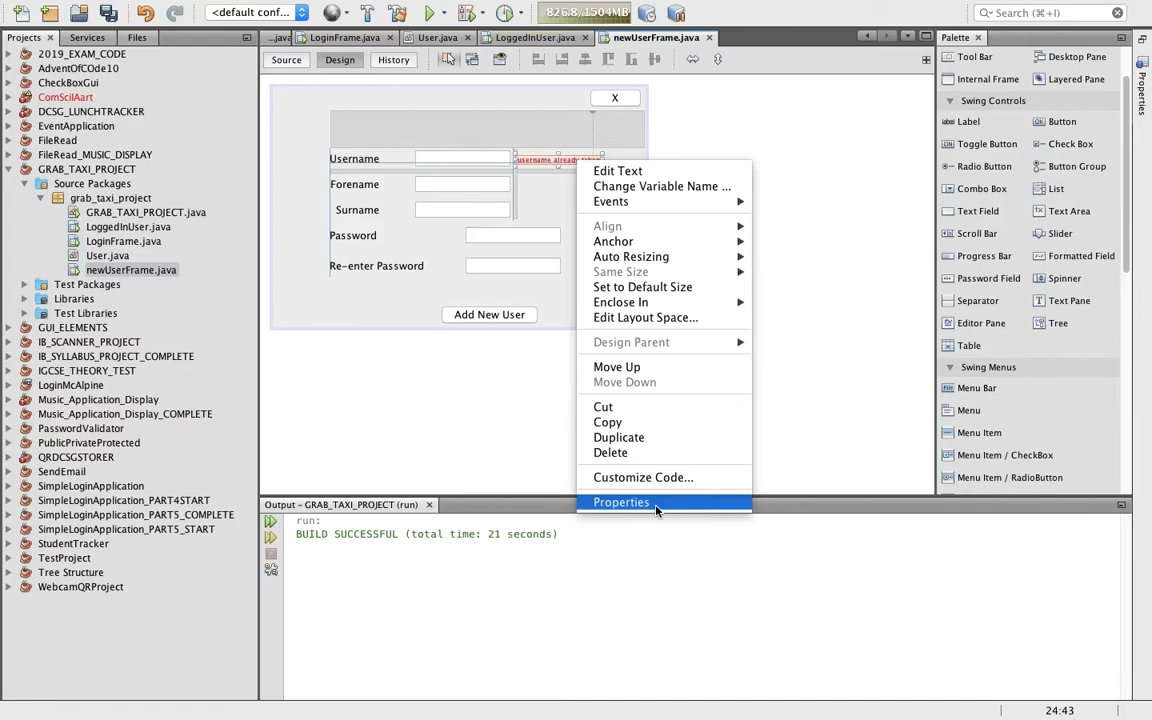 <default conf...
826.8/1504MB
Search (⌘+I)
Projects
Services
Files
...java
LoginFrame.java
User.java
LoggedInUser.java
newUserFrame.java
Palette
Source
Design
History
Properties
2019_EXAM_CODE
AdventOfCOde10
CheckBoxGui
ComSciIAart
DCSG_LUNCHTRACKER
EventApplication
FileRead
FileRead_MUSIC_DISPLAY
GRAB_TAXI_PROJECT
Source Packages
grab_taxi_project
GRAB_TAXI_PROJECT.java
LoggedInUser.java
LoginFrame.java
User.java
newUserFrame.java
Test Packages
Libraries
Test Libraries
GUI_ELEMENTS
IB_SCANNER_PROJECT
IB_SYLLABUS_PROJECT_COMPLETE
IGCSE_THEORY_TEST
LoginMcAlpine
Music_Application_Display
Music_Application_Display_COMPLETE
PasswordValidator
PublicPrivateProtected
QRDCSGSTORER
SendEmail
SimpleLoginApplication
SimpleLoginApplication_PART4START
SimpleLoginApplication_PART5_COMPLETE
SimpleLoginApplication_PART5_START
StudentTracker
TestProject
Tree Structure
WebcamQRProject
X
Username
username already taken
Forename
Surname
Password
Re-enter Password
Add New User
Edit Text
Change Variable Name ...
Events
Align
Anchor
Auto Resizing
Same Size
Set to Default Size
Enclose In
Edit Layout Space...
Design Parent
Move Up
Move Down
Cut
Copy
Duplicate
Delete
Customize Code...
Properties
Tool Bar
Desktop Pane
Internal Frame
Layered Pane
Swing Controls
Label
Button
Toggle Button
Check Box
Radio Button
Button Group
Combo Box
List
Text Field
Text Area
Scroll Bar
Slider
Progress Bar
Formatted Field
Password Field
Spinner
Separator
Text Pane
Editor Pane
Tree
Table
Swing Menus
Menu Bar
Menu
Menu Item
Menu Item / CheckBox
Menu Item / RadioButton
Output – GRAB_TAXI_PROJECT (run)
run:
BUILD SUCCESSFUL (total time: 21 seconds)
24:43